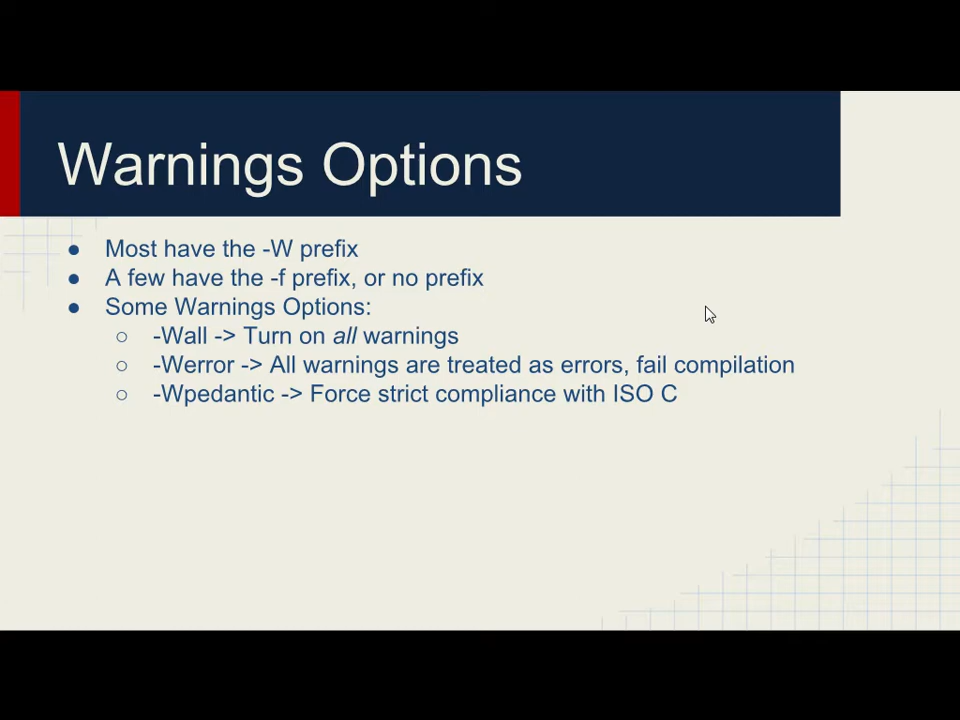 Warnings Options
● Most have the -W prefix
● A few have the -f prefix, or no prefix
● Some Warnings Options:
○ -Wall -> Turn on all warnings
○ -Werror -> All warnings are treated as errors, fail compilation
○ -Wpedantic -> Force strict compliance with ISO C